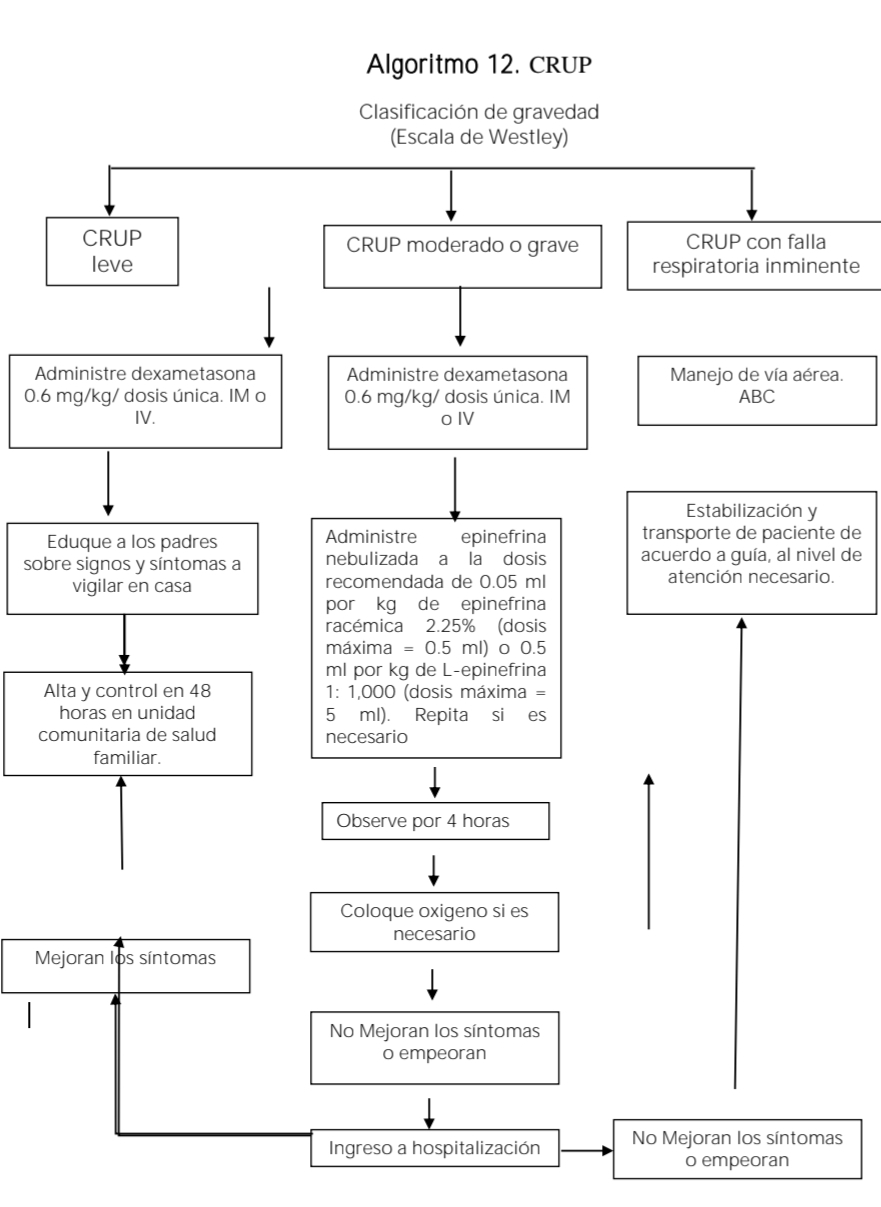 Algoritmo 12. CRUP
Clasificación de gravedad
(Escala de Westley)
CRUP
leve
CRUP moderado o grave
CRUP con falla
respiratoria inminente
Administre dexametasona
0.6 mg/kg/ dosis única. IM o
IV.
Administre dexametasona
0.6 mg/kg/ dosis única. IM
o IV
Manejo de vía aérea.
ABC
Eduque a los padres
sobre signos y síntomas a
vigilar en casa
Administre epinefrina
nebulizada a la dosis
recomendada de 0.05 ml
por kg de epinefrina
racémica 2.25% (dosis
máxima = 0.5 ml) o 0.5
ml por kg de L-epinefrina
1: 1,000 (dosis máxima =
5 ml). Repita si es
necesario
Estabilización y
transporte de paciente de
acuerdo a guía, al nivel de
atención necesario.
Alta y control en 48
horas en unidad
comunitaria de salud
familiar.
Observe por 4 horas
Coloque oxigeno si es
necesario
Mejoran los síntomas
No Mejoran los síntomas
o empeoran
Ingreso a hospitalización
No Mejoran los síntomas
o empeoran